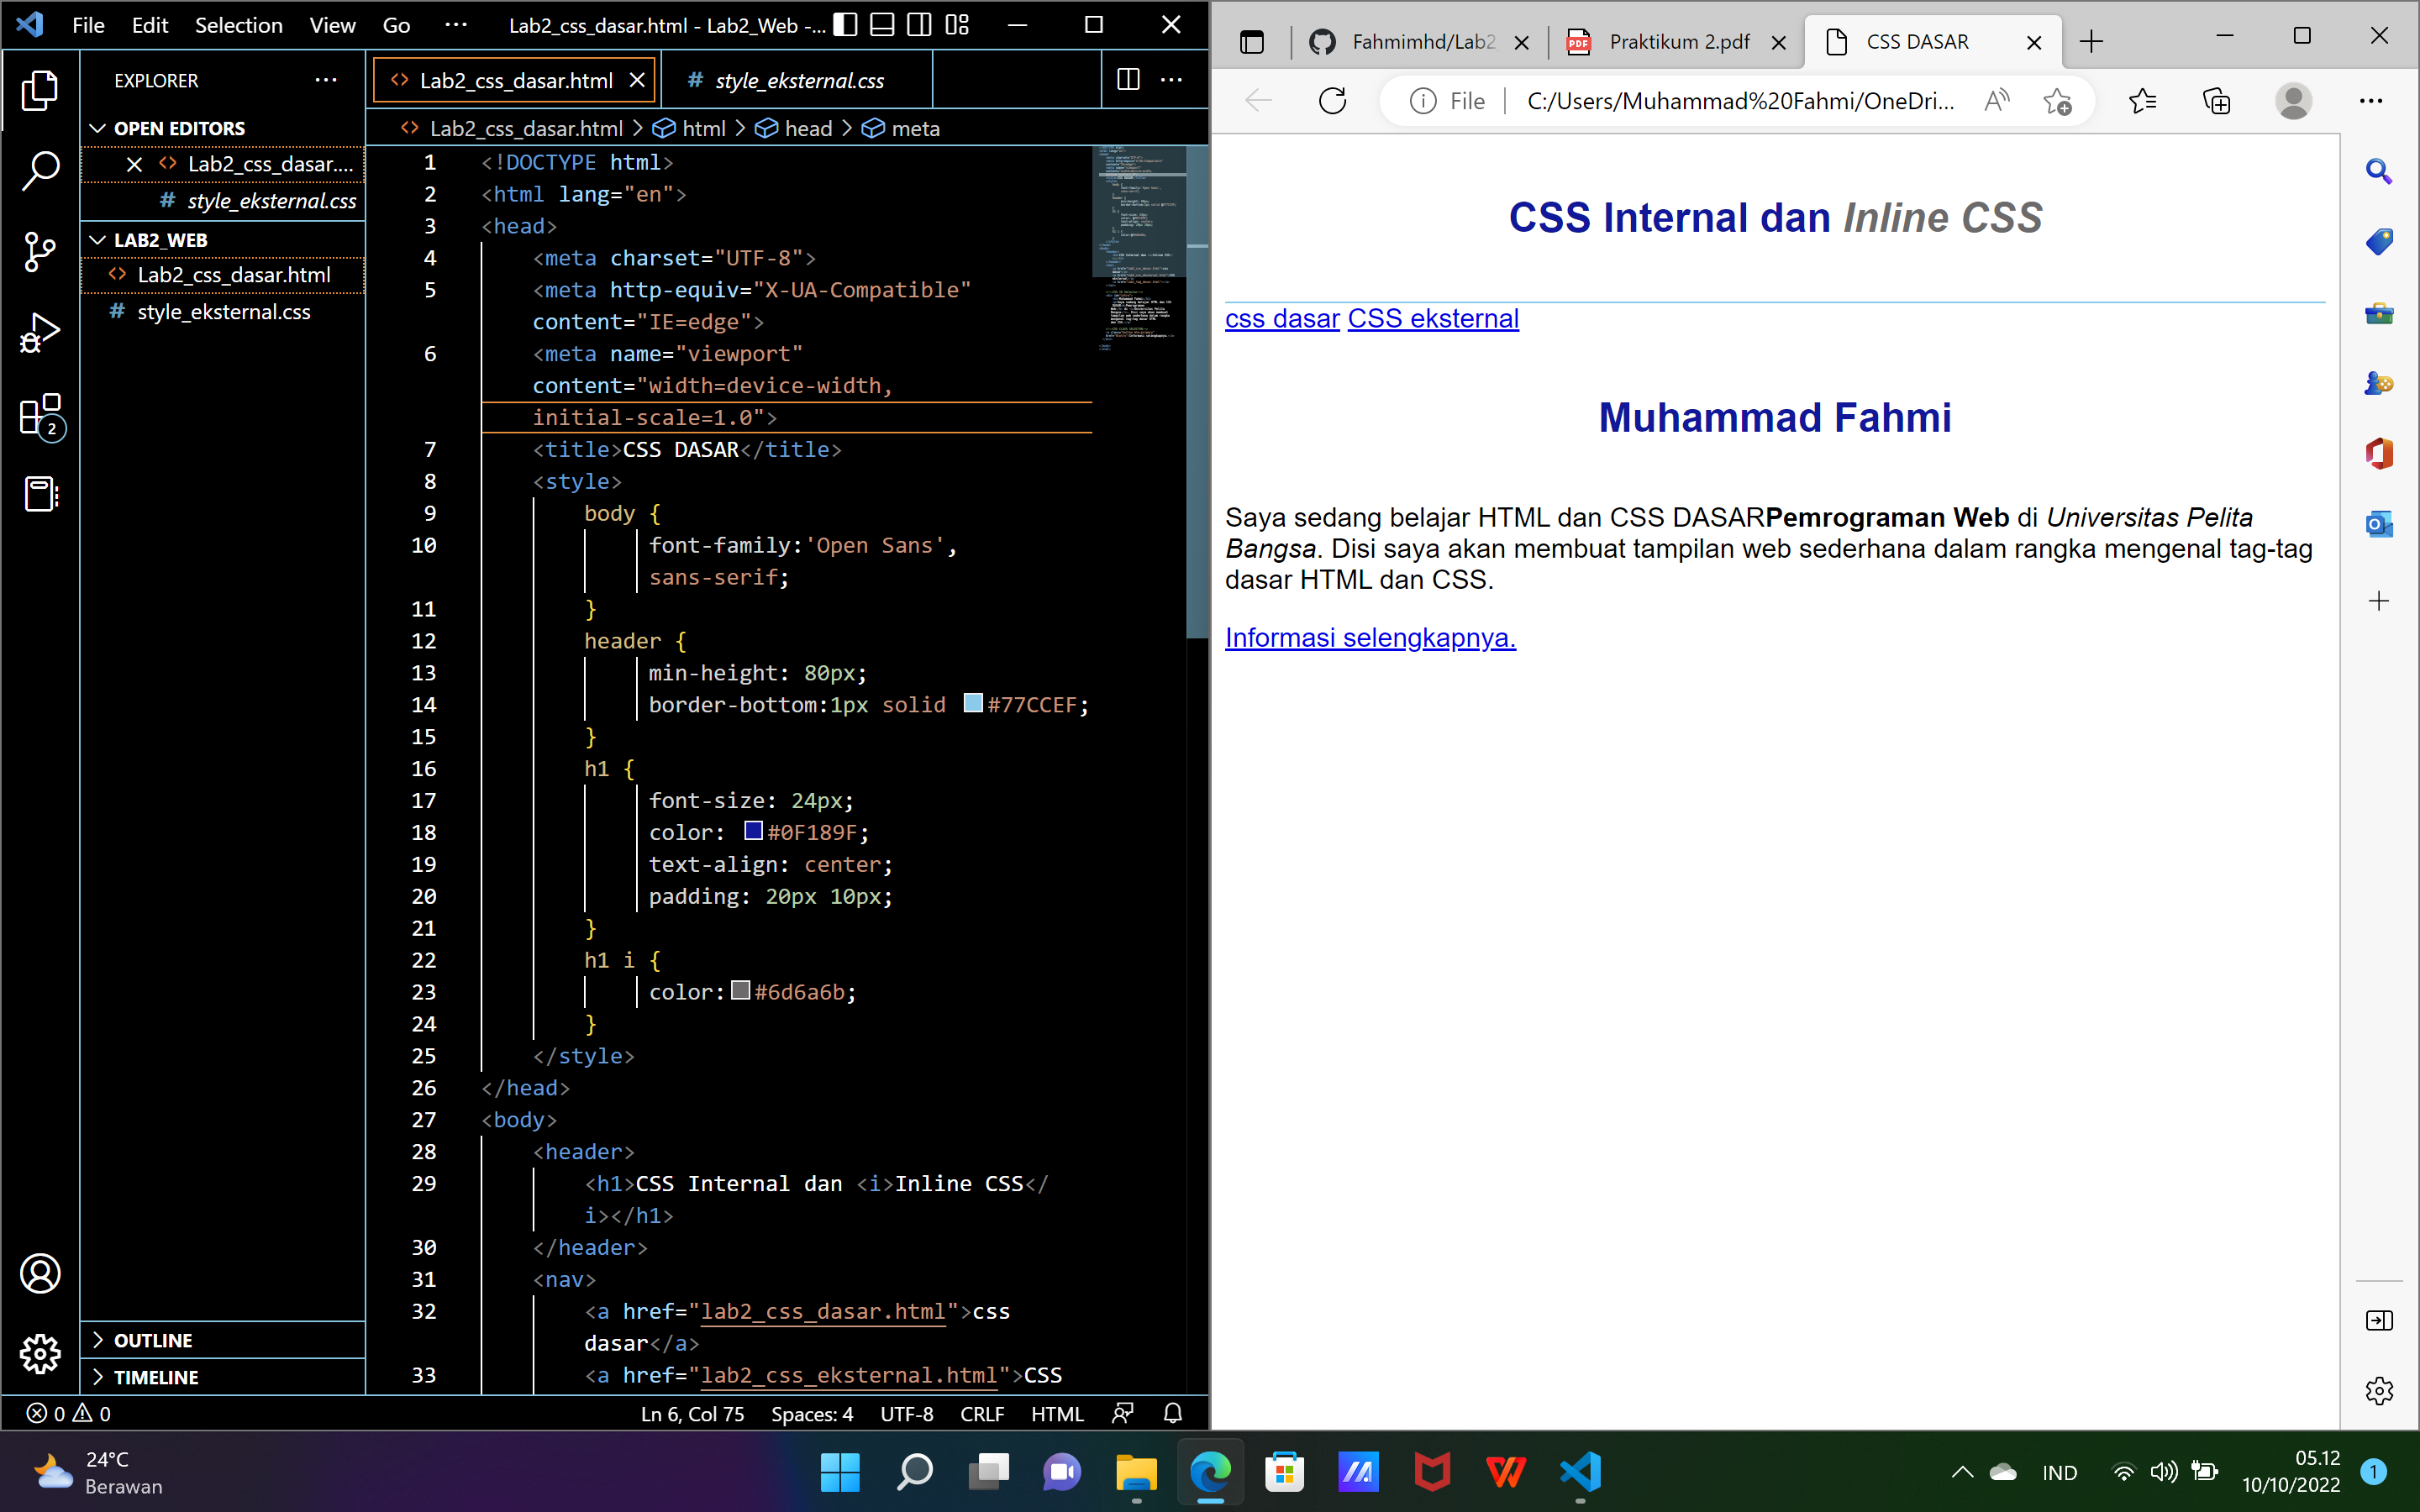 File Edit Selection View Go ··· Lab2_css_dasar.html - Lab2_Web -...
EXPLORER ···
OPEN EDITORS
Lab2_css_dasar....
# style_eksternal.css
LAB2_WEB
Lab2_css_dasar.html
# style_eksternal.css
OUTLINE
TIMELINE
2
Lab2_css_dasar.html # style_eksternal.css ···
Lab2_css_dasar.html > html > head > meta
1 <!DOCTYPE html>
2 <html lang="en">
3 <head>
4 <meta charset="UTF-8">
5 <meta http-equiv="X-UA-Compatible"
content="IE=edge">
6 <meta name="viewport"
content="width=device-width,
initial-scale=1.0">
7 <title>CSS DASAR</title>
8 <style>
9 body {
10 font-family:'Open Sans',
sans-serif;
11 }
12 header {
13 min-height: 80px;
14 border-bottom:1px solid #77CCEF;
15 }
16 h1 {
17 font-size: 24px;
18 color: #0F189F;
19 text-align: center;
20 padding: 20px 10px;
21 }
22 h1 i {
23 color:#6d6a6b;
24 }
25 </style>
26 </head>
27 <body>
28 <header>
29 <h1>CSS Internal dan <i>Inline CSS</
i></h1>
30 </header>
31 <nav>
32 <a href="lab2_css_dasar.html">css
dasar</a>
33 <a href="lab2_css_eksternal.html">CSS
0 0 Ln 6, Col 75 Spaces: 4 UTF-8 CRLF HTML
Fahmimhd/Lab2 Praktikum 2.pdf CSS DASAR
File C:/Users/Muhammad%20Fahmi/OneDri... ···
CSS Internal dan Inline CSS
css dasar CSS eksternal
Muhammad Fahmi
Saya sedang belajar HTML dan CSS DASARPemrograman Web di Universitas Pelita
Bangsa. Disi saya akan membuat tampilan web sederhana dalam rangka mengenal tag-tag
dasar HTML dan CSS.
Informasi selengkapnya.
24°C
Berawan
IND
05.12
10/10/2022
1